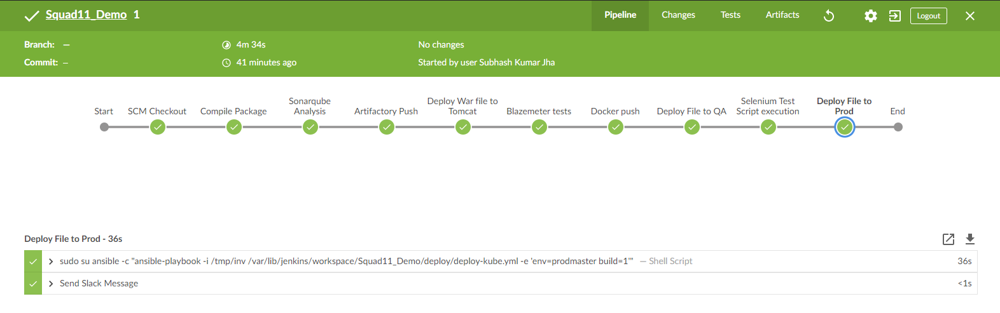 Squad11_Demo 1
Pipeline Changes Tests Artifacts Logout
Branch: — 4m 34s No changes
Commit: – 41 minutes ago Started by user Subhash Kumar Jha
Start
SCM Checkout
Compile Package
Sonarqube
Analysis
Artifactory Push
Deploy War file to
Tomcat
Blazemeter tests
Docker push
Deploy File to QA
Selenium Test
Script execution
Deploy File to
Prod
End
Deploy File to Prod - 36s
sudo su ansible -c "ansible-playbook -i /tmp/inv /var/lib/jenkins/workspace/Squad11_Demo/deploy/deploy-kube.yml -e 'env=prodmaster build=1'" — Shell Script 36s
Send Slack Message <1s